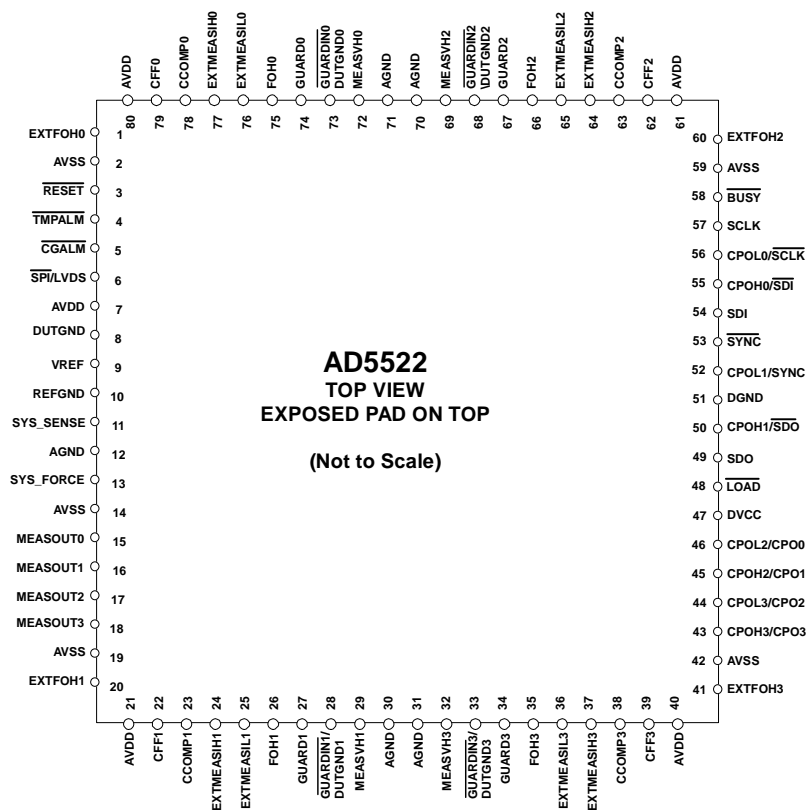 AVDD
CFF0
CCOMP0
EXTMEASIH0
EXTMEASIL0
FOH0
GUARD0
GUARDIN0
DUTGND0
MEASVH0
AGND
AGND
MEASVH2
GUARDIN2
\DUTGND2
GUARD2
FOH2
EXTMEASIL2
EXTMEASIH2
CCOMP2
CFF2
AVDD
80 79 78 77 76 75 74 73 72 71 70 69 68 67 66 65 64 63 62 61
EXTFOH0 1
AVSS 2
RESET 3
TMPALM 4
CGALM 5
SPI/LVDS 6
AVDD 7
DUTGND 8
VREF 9
REFGND 10
SYS_SENSE 11
AGND 12
SYS_FORCE 13
AVSS 14
MEASOUT0 15
MEASOUT1 16
MEASOUT2 17
MEASOUT3 18
AVSS 19
EXTFOH1 20
AD5522
TOP VIEW
EXPOSED PAD ON TOP
(Not to Scale)
60 EXTFOH2
59 AVSS
58 BUSY
57 SCLK
56 CPOL0/SCLK
55 CPOH0/SDI
54 SDI
53 SYNC
52 CPOL1/SYNC
51 DGND
50 CPOH1/SDO
49 SDO
48 LOAD
47 DVCC
46 CPOL2/CPO0
45 CPOH2/CPO1
44 CPOL3/CPO2
43 CPOH3/CPO3
42 AVSS
41 EXTFOH3
21 22 23 24 25 26 27 28 29 30 31 32 33 34 35 36 37 38 39 40
AVDD
CFF1
CCOMP1
EXTMEASIH1
EXTMEASIL1
FOH1
GUARD1
GUARDIN1/
DUTGND1
MEASVH1
AGND
AGND
MEASVH3
GUARDIN3/
DUTGND3
GUARD3
FOH3
EXTMEASIL3
EXTMEASIH3
CCOMP3
CFF3
AVDD